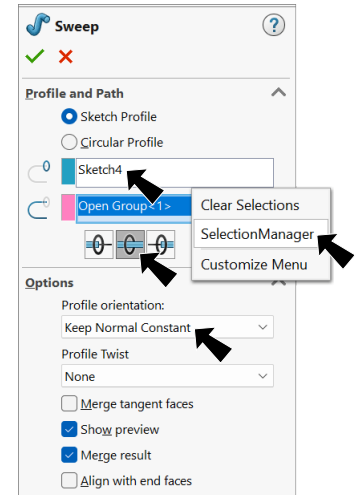 Sweep
?
Profile and Path
Sketch Profile
Circular Profile
0
Sketch4
Open Group<1>
Clear Selections
SelectionManager
Customize Menu
Options
Profile orientation:
Keep Normal Constant
Profile Twist
None
Merge tangent faces
Show preview
Merge result
Align with end faces